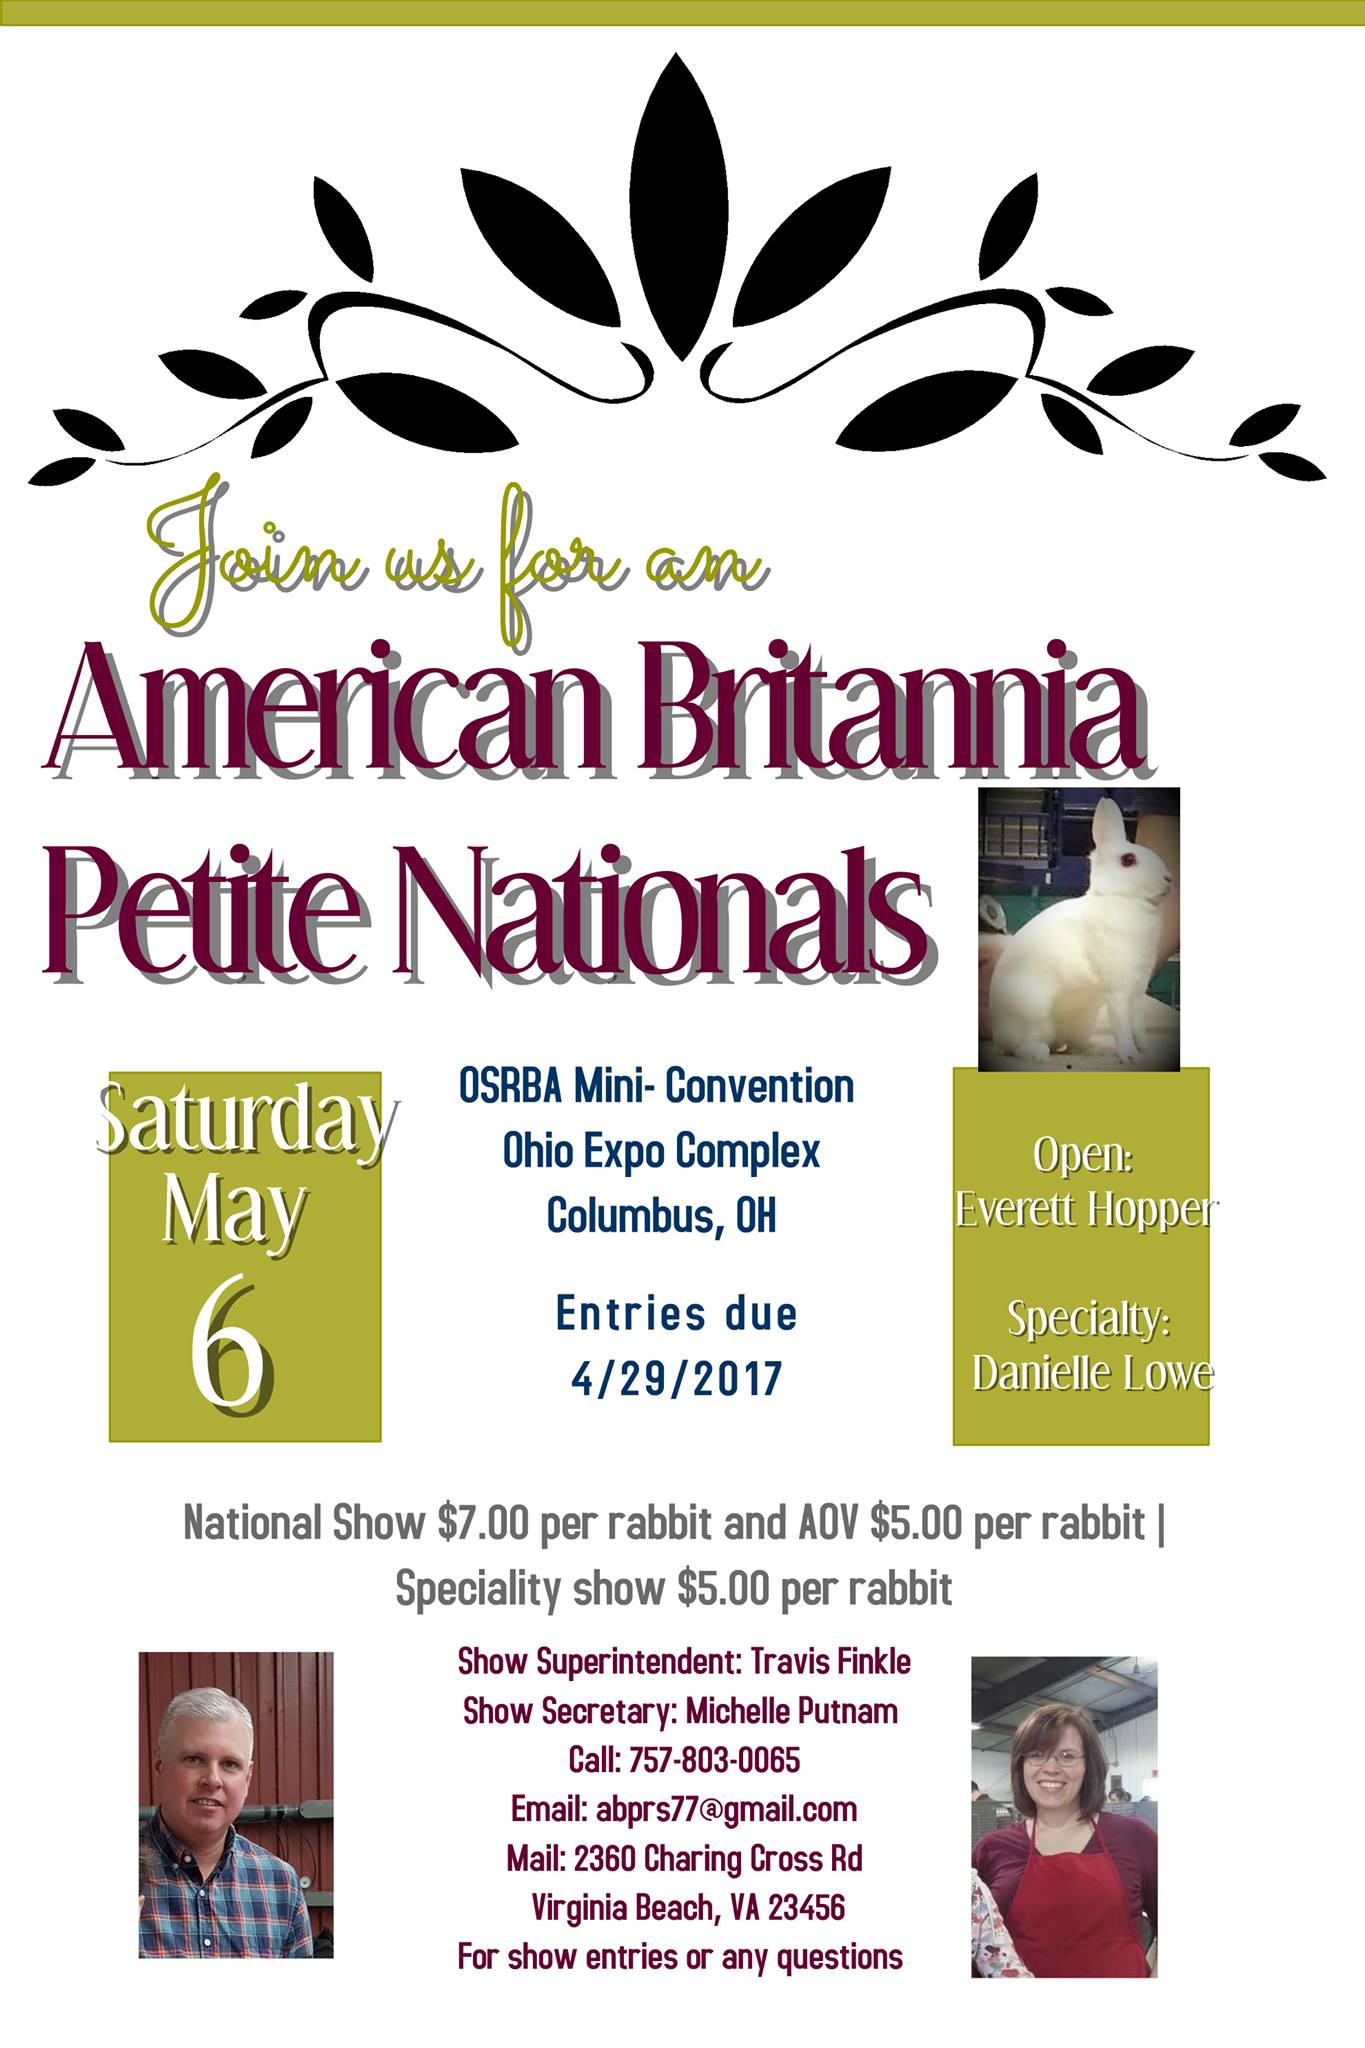 Join us for an
American Britannia
Petite Nationals
Saturday
May
6
OSRBA Mini- Convention
Ohio Expo Complex
Columbus, OH
Entries due
4/29/2017
Open:
Everett Hopper
Specialty:
Danielle Lowe
National Show $7.00 per rabbit and AOV $5.00 per rabbit |
Speciality show $5.00 per rabbit
Show Superintendent: Travis Finkle
Show Secretary: Michelle Putnam
Call: 757-803-0065
Email: abprs77@gmail.com
Mail: 2360 Charing Cross Rd
Virginia Beach, VA 23456
For show entries or any questions